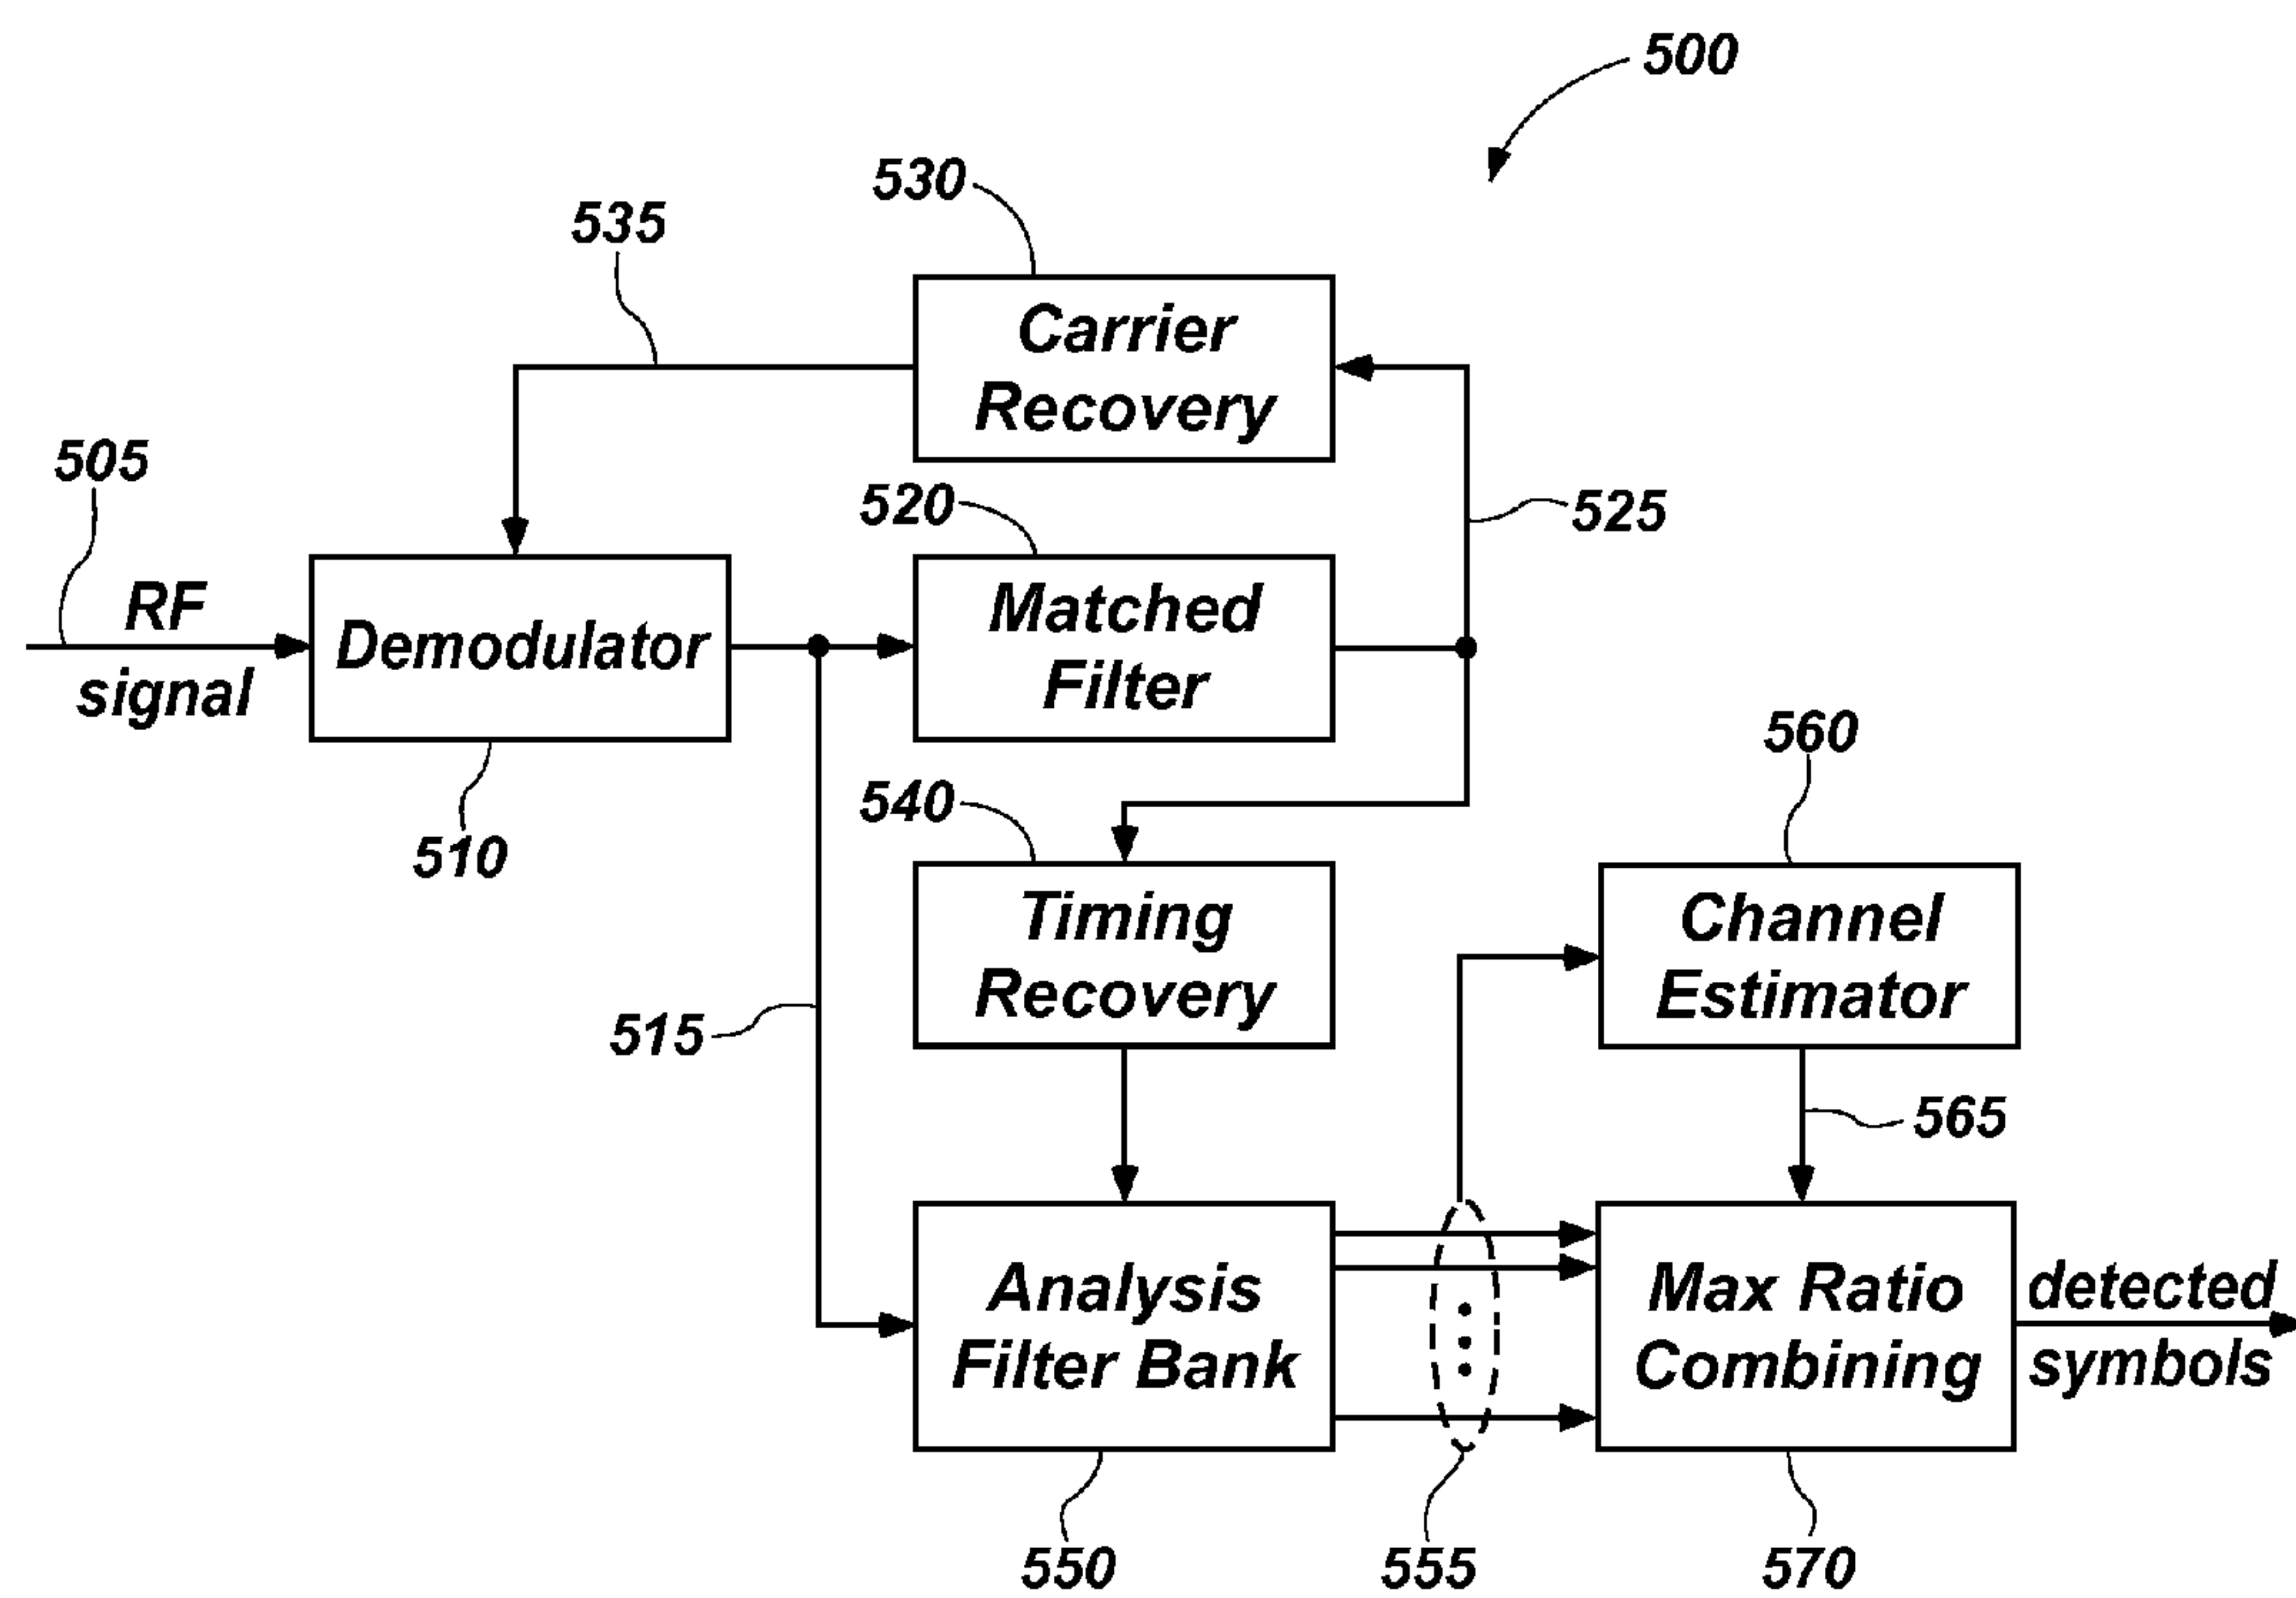 500
530
535
Carrier
Recovery
505
520
525
RF
signal
Demodulator
Matched
Filter
510
540
560
Timing
Recovery
Channel
Estimator
515
565
Analysis
Filter Bank
Max Ratio
Combining
detected
symbols
550
555
570